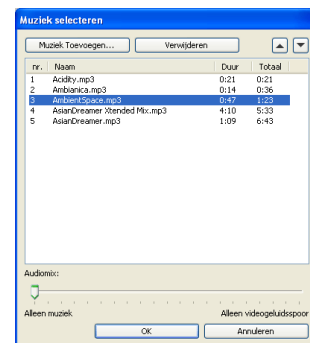 Muziek selecteren
Muziek Toevoegen... Verwijderen
nr. Naam Duur Totaal
1 Acidity.mp3 0:21 0:21
2 Ambianica.mp3 0:14 0:36
3 AmbientSpace.mp3 0:47 1:23
4 AsianDreamer Xtended Mix.mp3 4:10 5:33
5 AsianDreamer.mp3 1:09 6:43
Audiomix:
Alleen muziek Alleen videogeluidsspoor
OK Annuleren